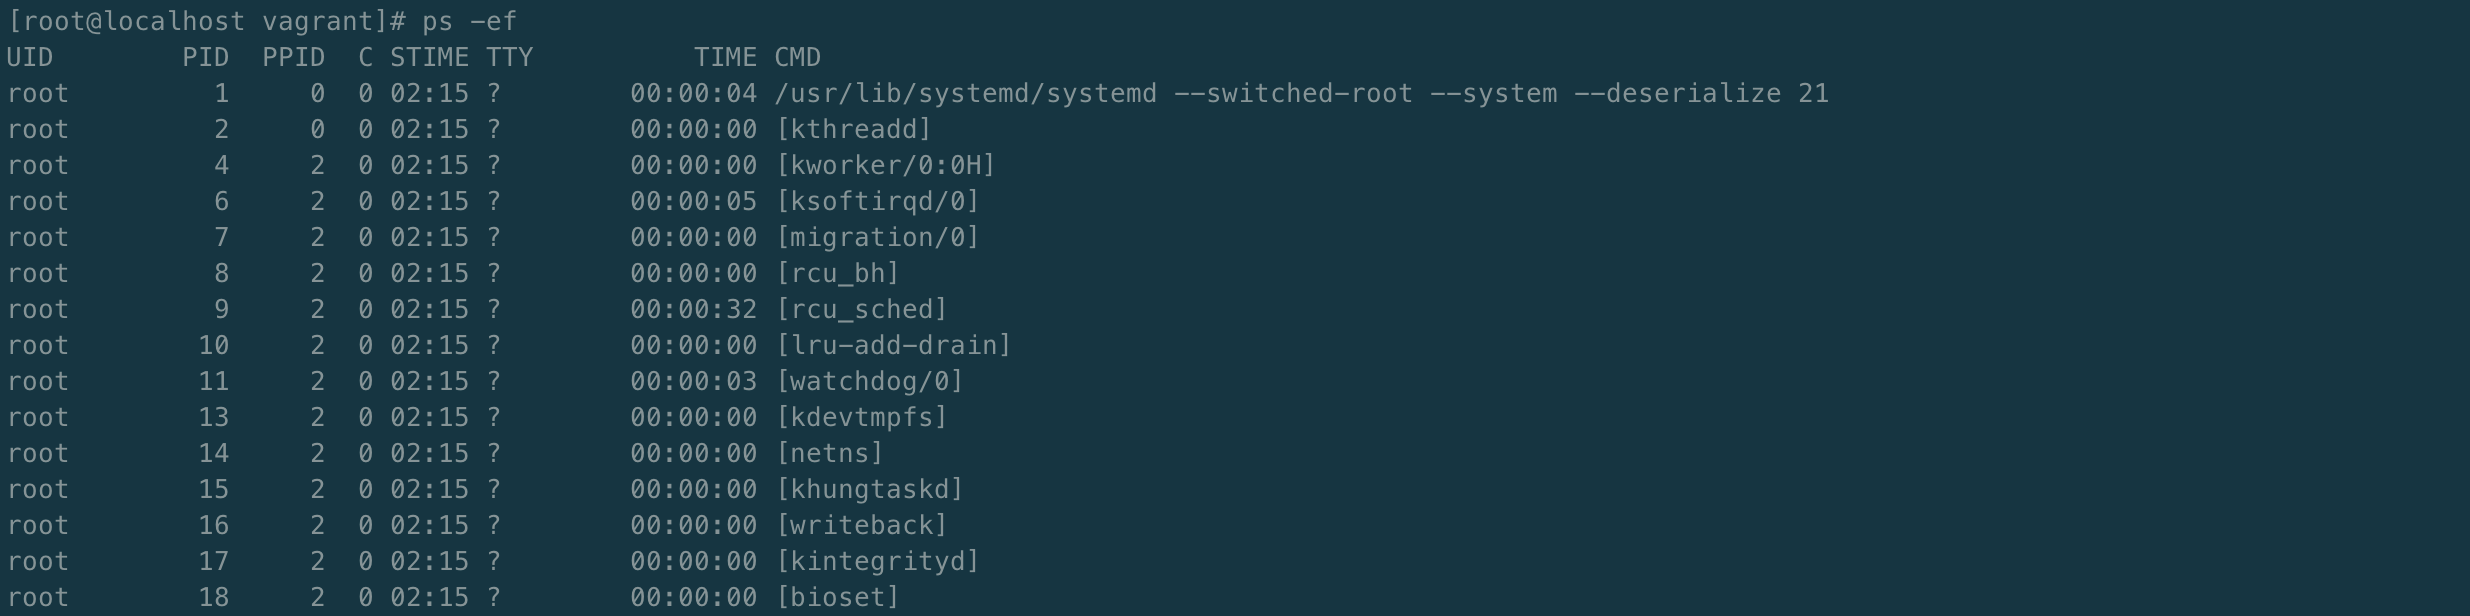 [root@localhost vagrant]# ps -ef
UID        PID  PPID  C STIME TTY          TIME CMD
root         1     0  0 02:15 ?        00:00:04 /usr/lib/systemd/systemd --switched-root --system --deserialize 21
root         2     0  0 02:15 ?        00:00:00 [kthreadd]
root         4     2  0 02:15 ?        00:00:00 [kworker/0:0H]
root         6     2  0 02:15 ?        00:00:05 [ksoftirqd/0]
root         7     2  0 02:15 ?        00:00:00 [migration/0]
root         8     2  0 02:15 ?        00:00:00 [rcu_bh]
root         9     2  0 02:15 ?        00:00:32 [rcu_sched]
root        10     2  0 02:15 ?        00:00:00 [lru-add-drain]
root        11     2  0 02:15 ?        00:00:03 [watchdog/0]
root        13     2  0 02:15 ?        00:00:00 [kdevtmpfs]
root        14     2  0 02:15 ?        00:00:00 [netns]
root        15     2  0 02:15 ?        00:00:00 [khungtaskd]
root        16     2  0 02:15 ?        00:00:00 [writeback]
root        17     2  0 02:15 ?        00:00:00 [kintegrityd]
root        18     2  0 02:15 ?        00:00:00 [bioset]